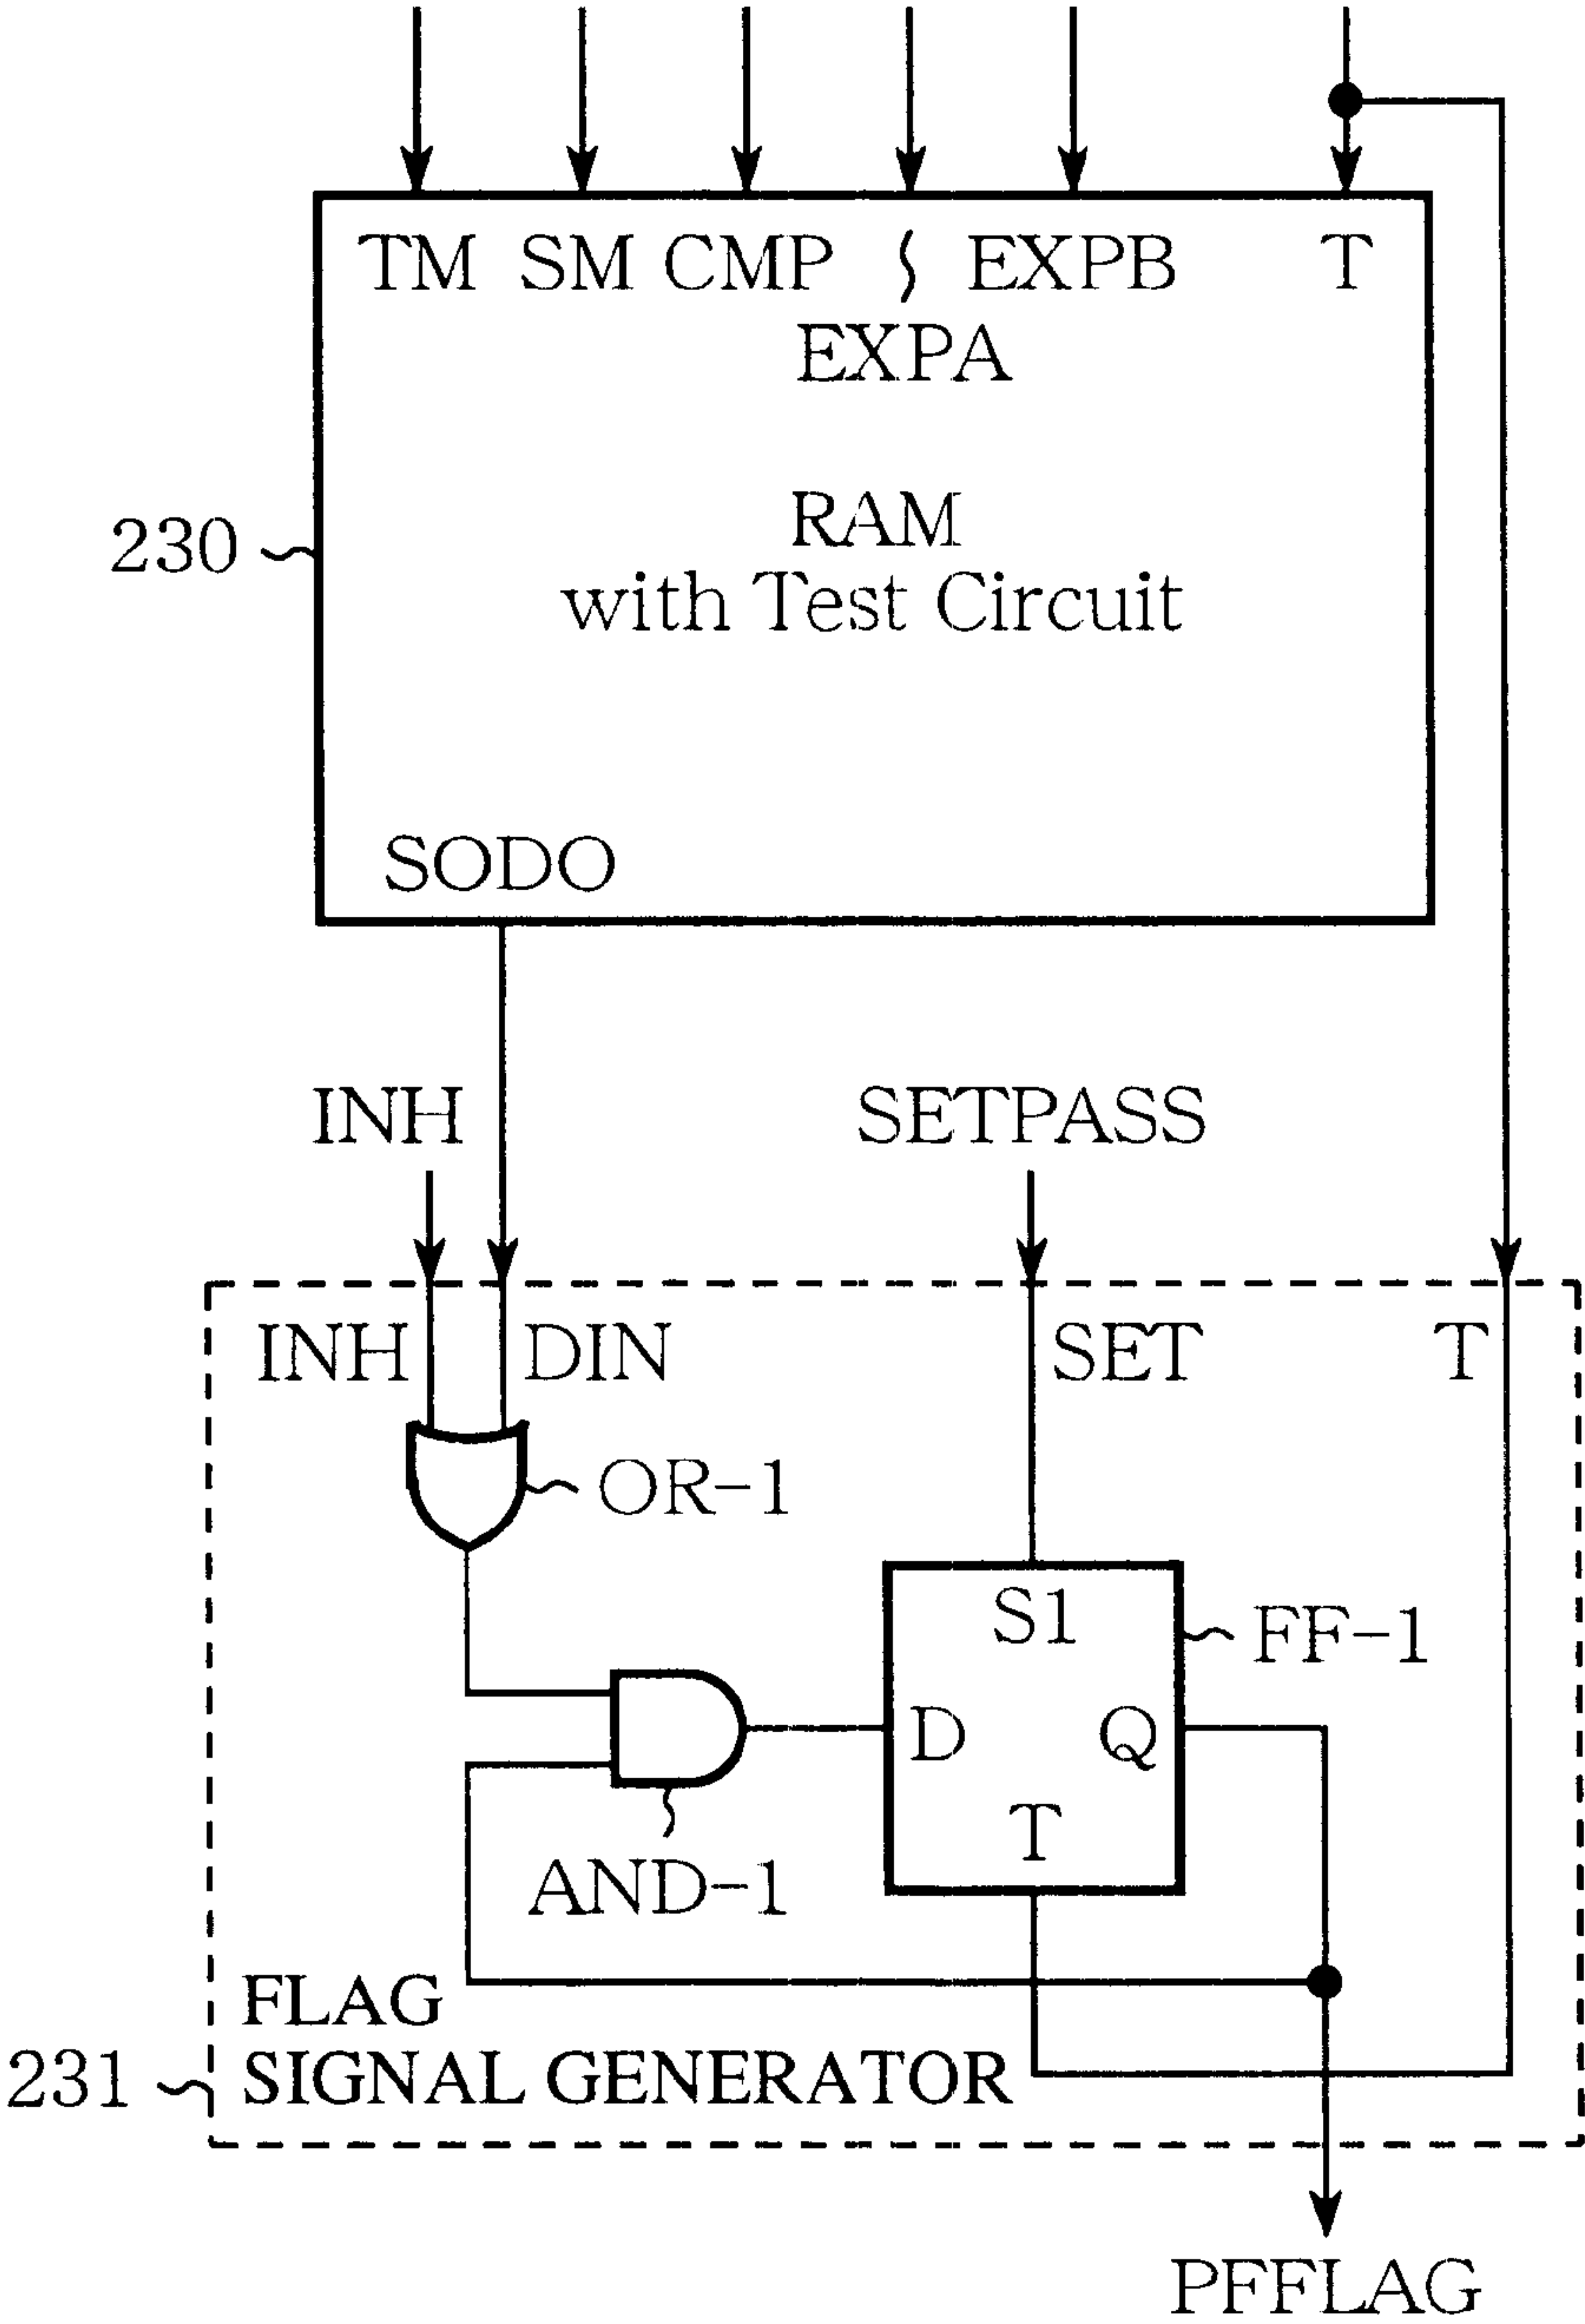 TM SM CMP EXPB T
EXPA
230
RAM
with Test Circuit
SODO
INH SETPASS
INH DIN SET T
OR-1
S1
FF-1
D Q
T
AND-1
FLAG
SIGNAL GENERATOR
231
PFFLAG